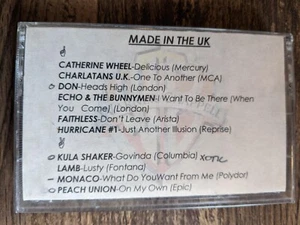 MADE IN THE UK
CATHERINE WHEEL-Delicious (Mercury)
CHARLATANS U.K.-One To Another (MCA)
DON-Heads High (London)
ECHO & THE BUNNYMEN-I Want To Be There (When
You Come) (London)
FAITHLESS-Don't Leave (Arista)
HURRICANE #1-Just Another Illusion (Reprise)
KULA SHAKER-Govinda (Columbia) XOTIC
LAMB-Lusty (Fontana)
MONACO-What Do YouWant From Me (Polydor)
PEACH UNION-On My Own (Epic)